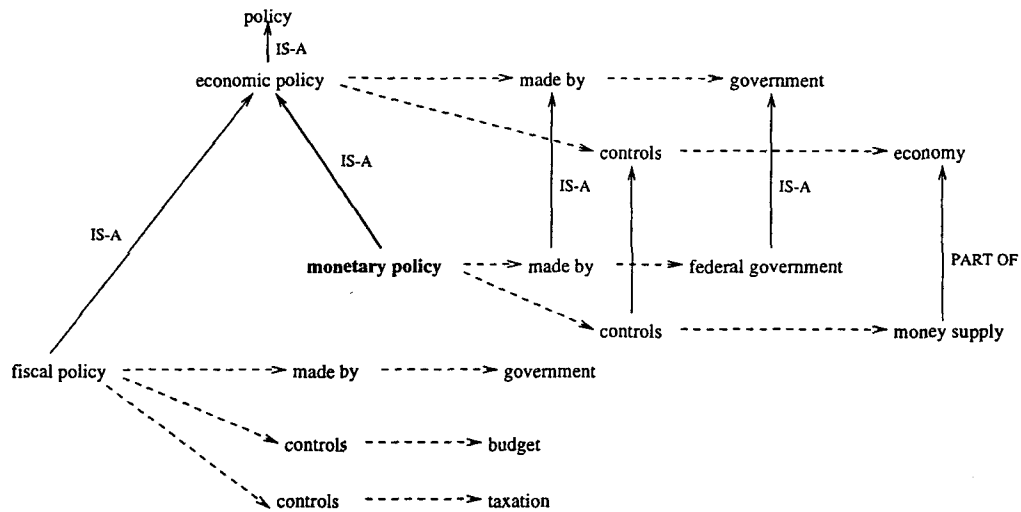 policy
IS-A
economic policy made by government
controls economy
IS-A
IS-A IS-A
IS-A
monetary policy made by federal government PART OF
controls money supply
fiscal policy made by government
controls budget
controls taxation